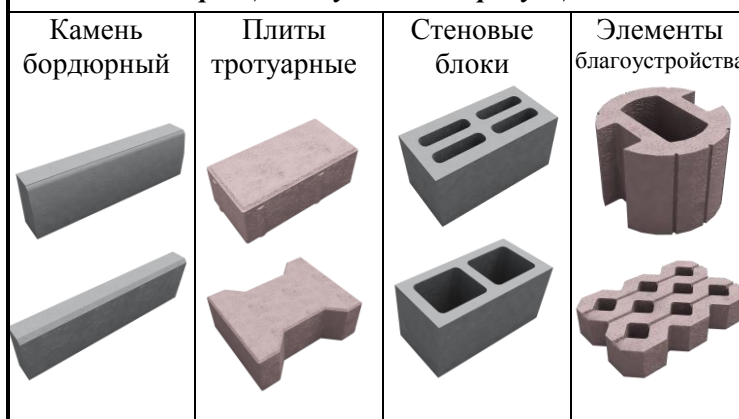 Камень
бордюрный
Плиты
тротуарные
Стеновые
блоки
Элементы
благоустройства